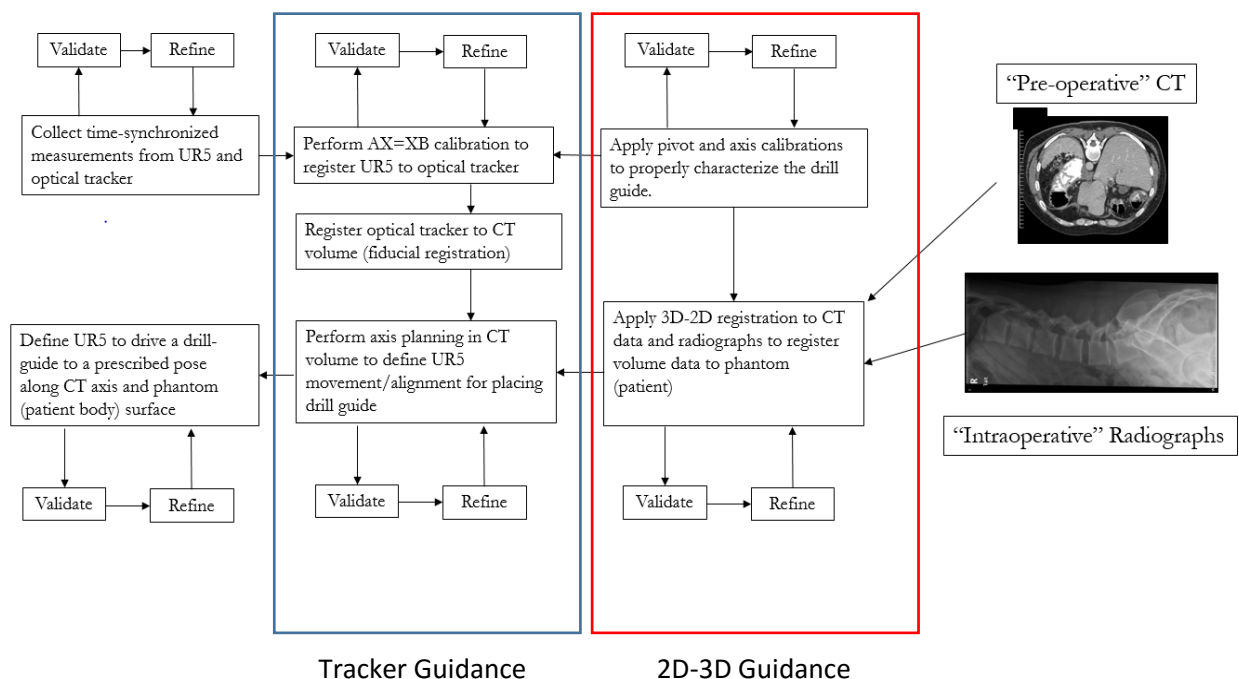 Validate
Refine
Collect time-synchronized
measurements from UR5 and
optical tracker
Define UR5 to drive a drill-
guide to a prescribed pose
along CT axis and phantom
(patient body) surface
Validate
Refine
Validate
Refine
Perform AX=XB calibration to
register UR5 to optical tracker
Register optical tracker to CT
volume (fiducial registration)
Perform axis planning in CT
volume to define UR5
movement/alignment for placing
drill guide
Validate
Refine
Tracker Guidance
Validate
Refine
Apply pivot and axis calibrations
to properly characterize the drill
guide.
Apply 3D-2D registration to CT
data and radiographs to register
volume data to phantom
(patient)
Validate
Refine
2D-3D Guidance
“Pre-operative” CT
R
“Intraoperative” Radiographs